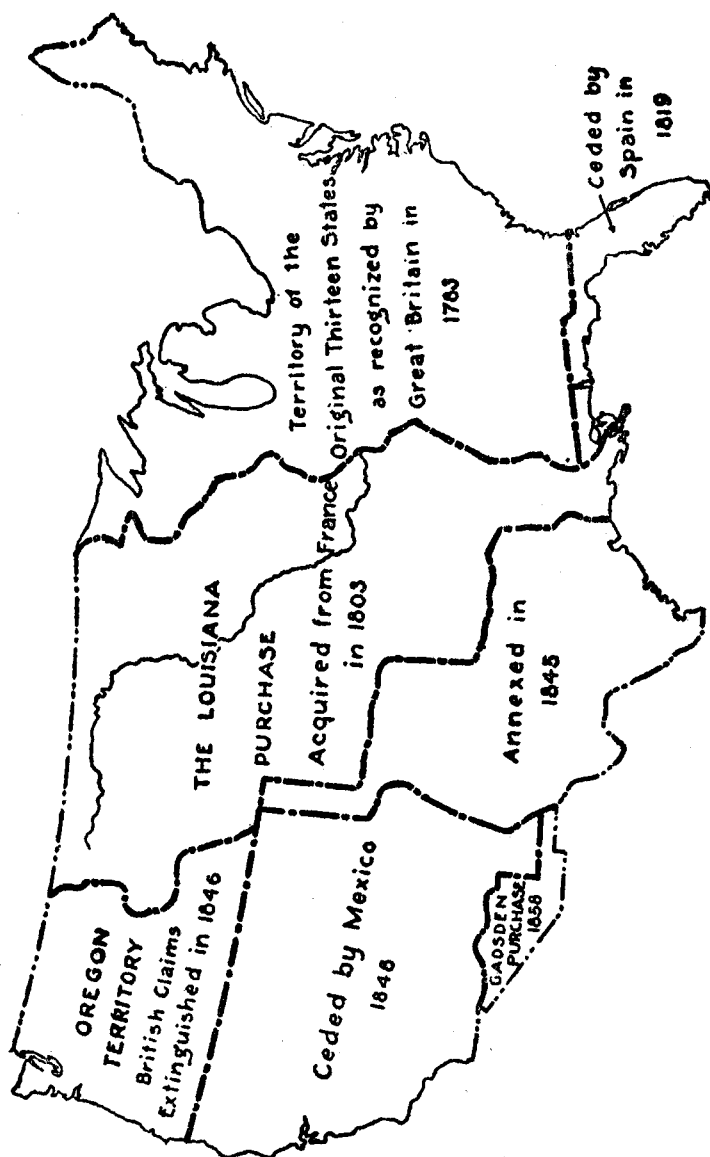 OREGON
TERRITORY
British Claims
Extinguished in 1846
THE LOUISIANA
PURCHASE
Acquired from France
in 1803
Territory of the
Original Thirteen States
as recognized by
Great Britain in
1783
Ceded by Mexico
1848
Annexed in
1845
GADSDEN
PURCHASE
1858
Ceded by
Spain in
1819